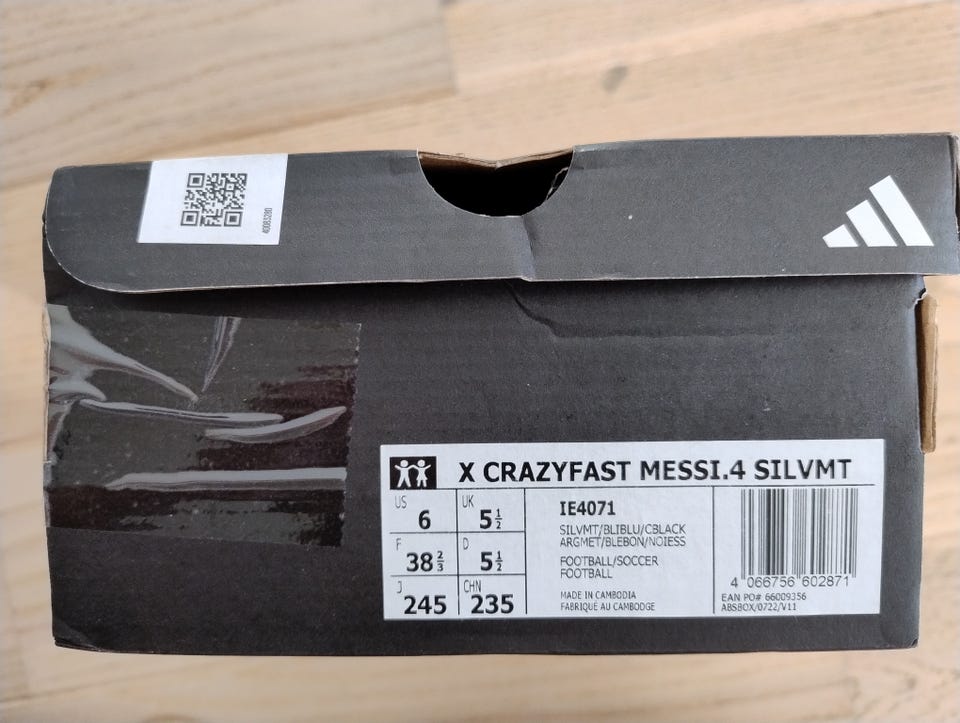 40083280
X CRAZYFAST MESSI.4 SILVMT
US 6
UK 5½
F 38⅔
D 5½
J 245
CHN 235
IE4071
SILVMT/BLIBLU/CBLACK
ARGMET/BLEBON/NOIESS
FOOTBALL/SOCCER
FOOTBALL
MADE IN CAMBODIA
FABRIQUÉ AU CAMBODGE
4 066756 602871
EAN PO# 66009356
ABSBOX/0722/V11